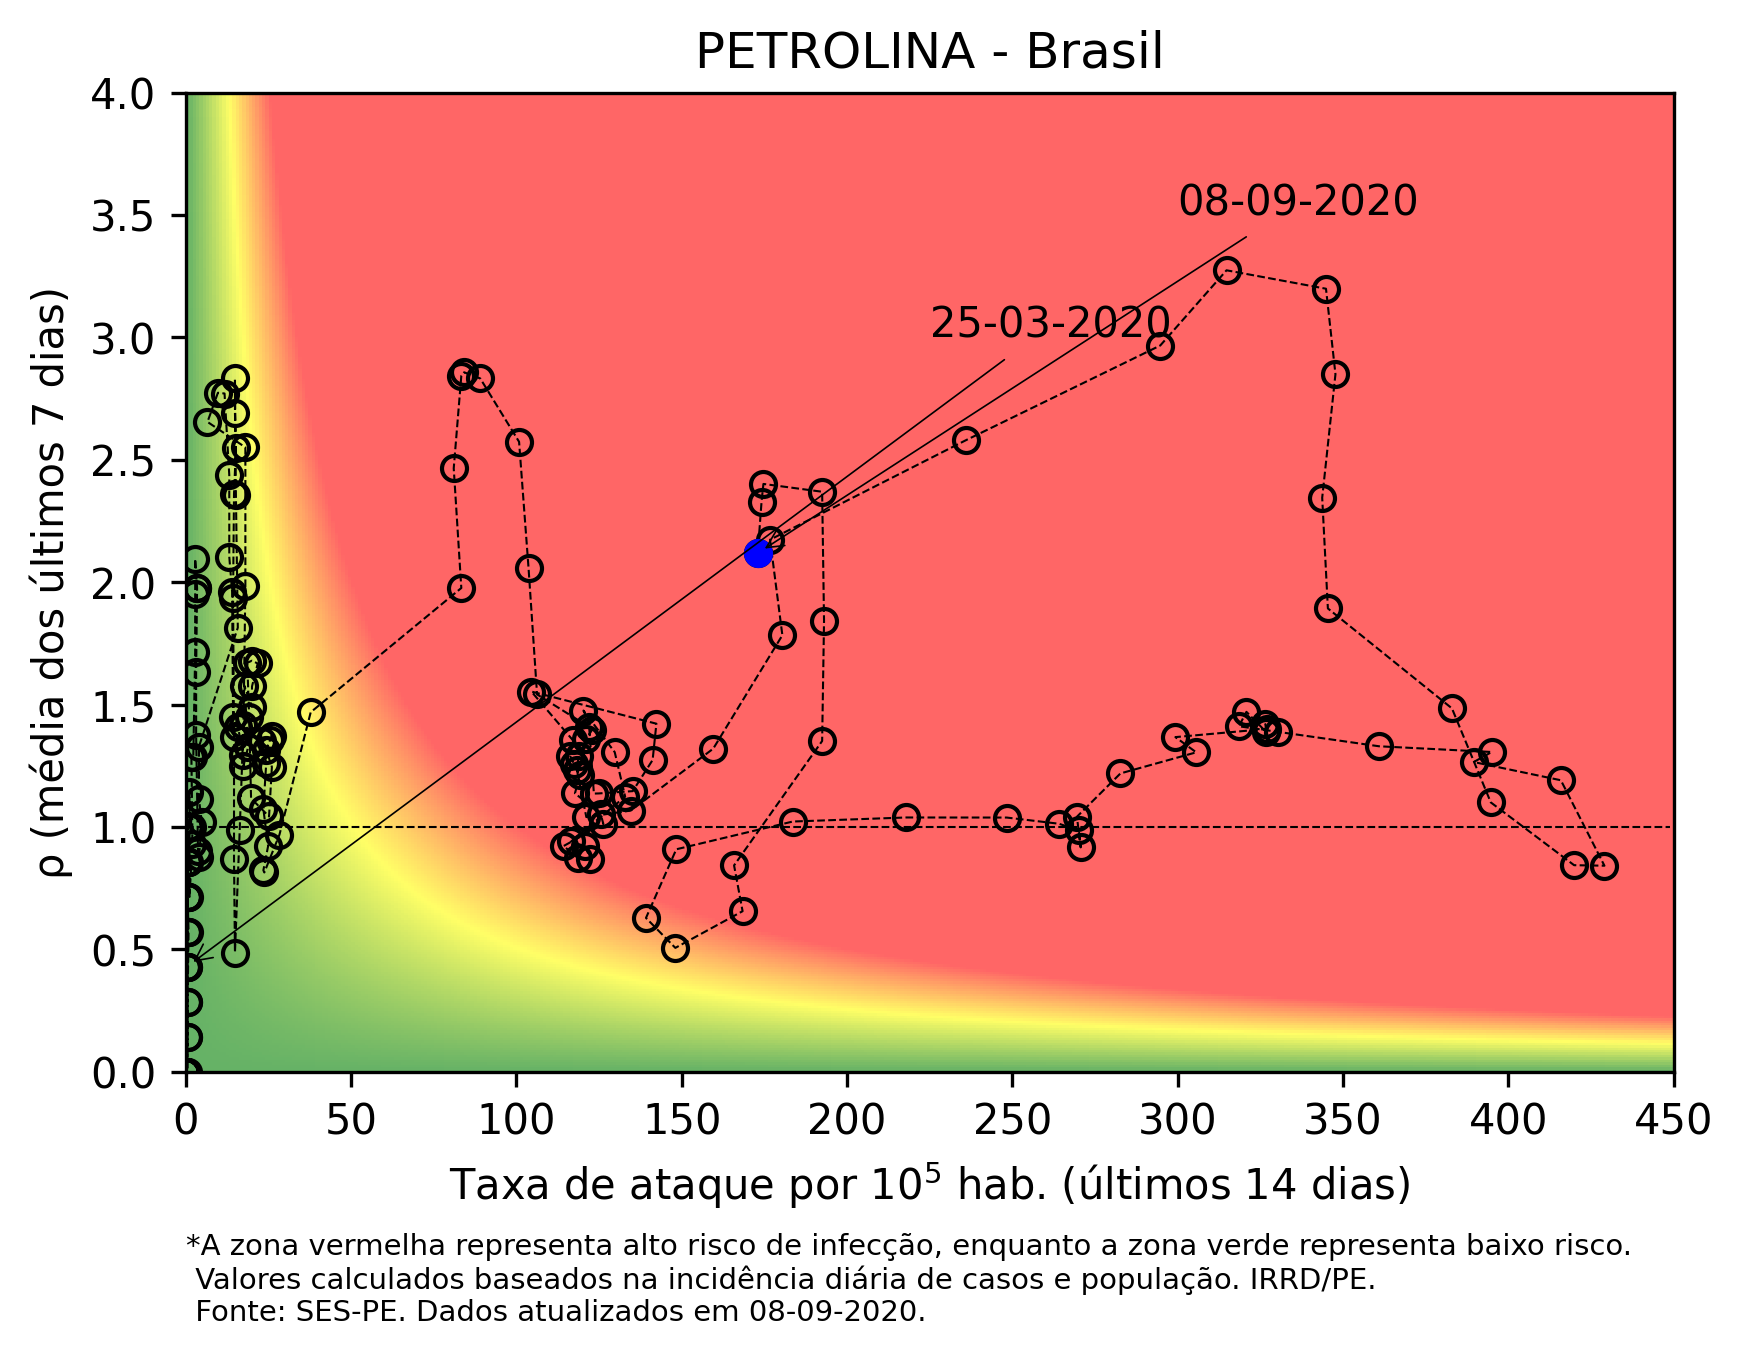 PETROLINA - Brasil
4.0
3.5
3.0
2.5
2.0
1.5
1.0
0.5
0.0
ρ (média dos últimos 7 dias)
08-09-2020
25-03-2020
0 50 100 150 200 250 300 350 400 450
Taxa de ataque por 10⁵ hab. (últimos 14 dias)
*A zona vermelha representa alto risco de infecção, enquanto a zona verde representa baixo risco.
Valores calculados baseados na incidência diária de casos e população. IRRD/PE.
Fonte: SES-PE. Dados atualizados em 08-09-2020.